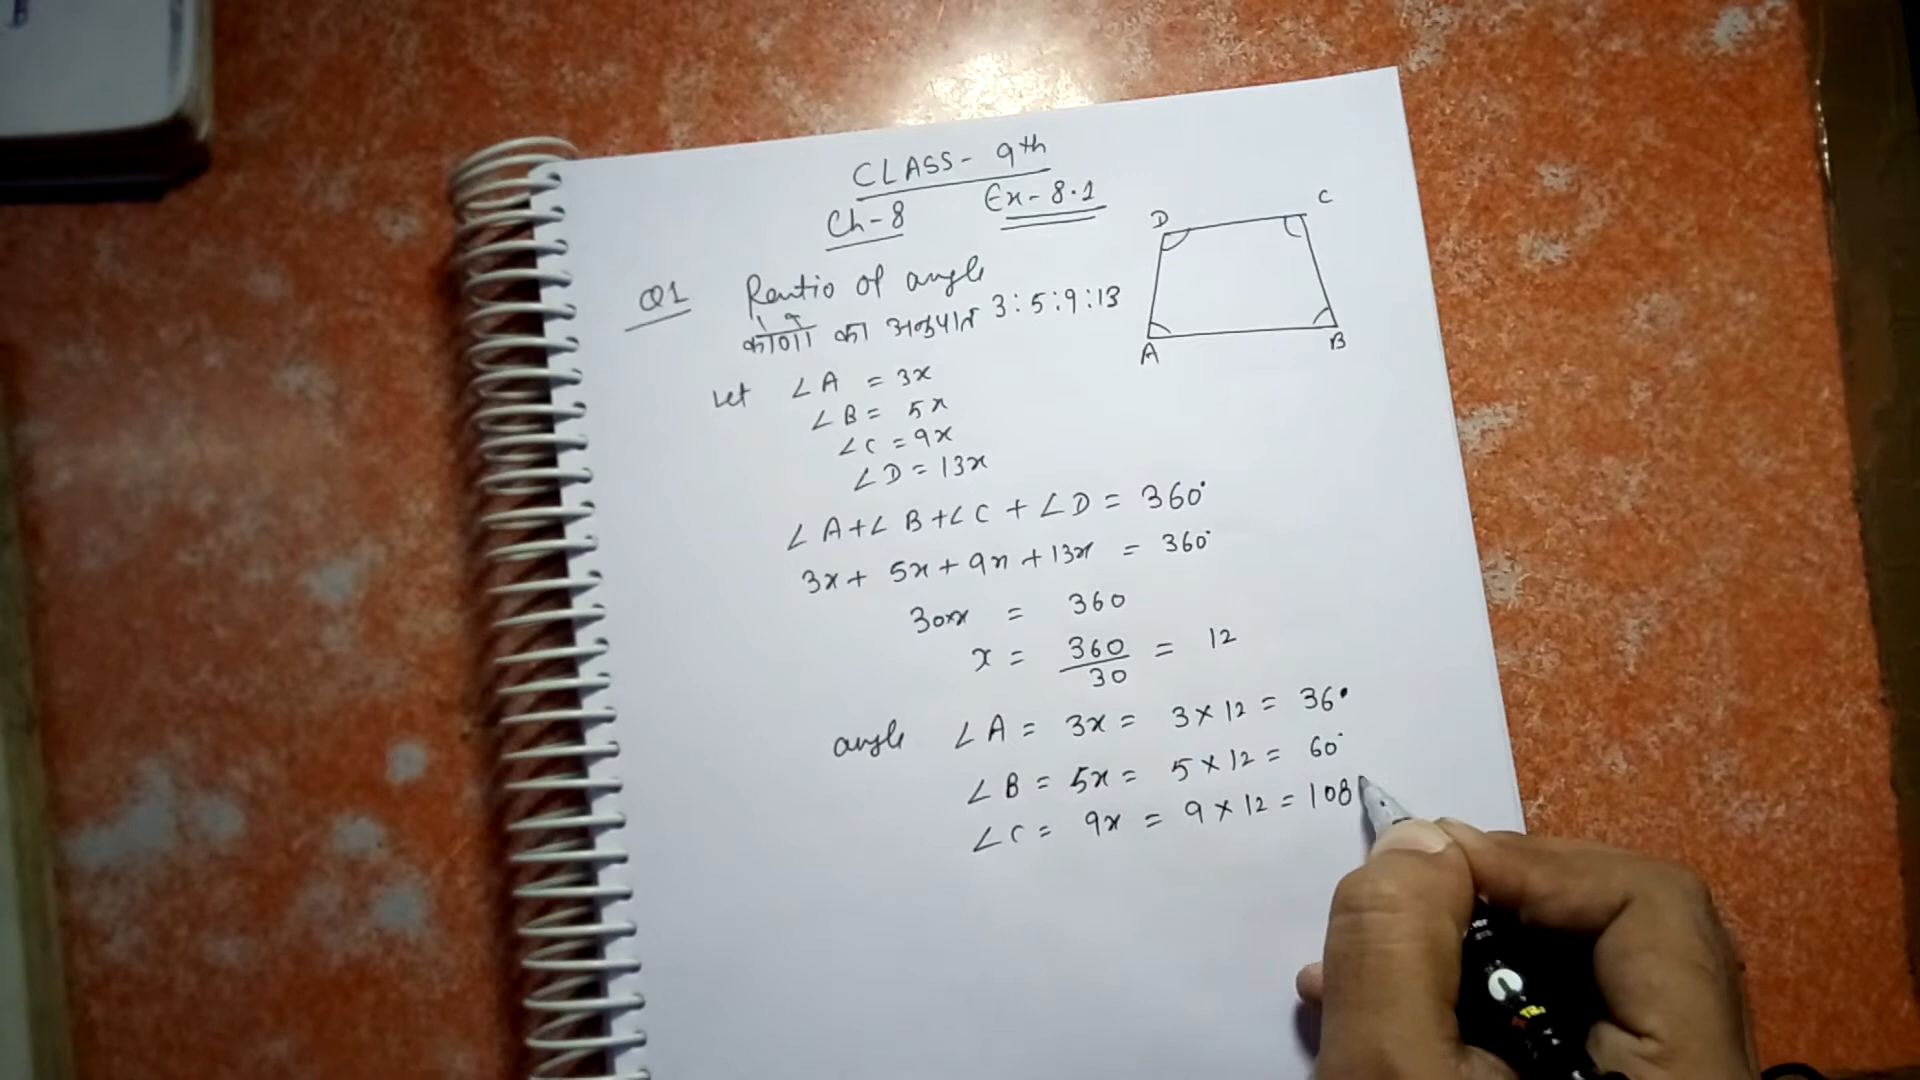 CLASS- 9th
Ch-8 Ex-8.1
Q1 Rantio of angle
का 3:5:9:13
D C
A B
Let ∠A = 3x
∠B = 5x
∠C = 9x
∠D = 13x
∠A+∠B+∠C+∠D = 360°
3x+ 5x+9x+13x = 360°
30x = 360
x = 360/30 = 12
angle ∠A = 3x = 3×12 = 36°
∠B = 5x = 5×12 = 60°
∠C = 9x = 9×12 = 108